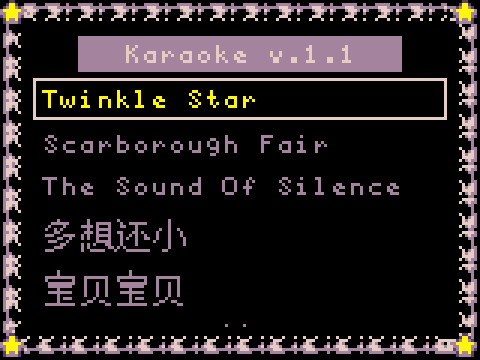 Karaoke v.1.1
Twinkle Star
Scarborough Fair
The Sound Of Silence
多想还小
宝贝宝贝
..